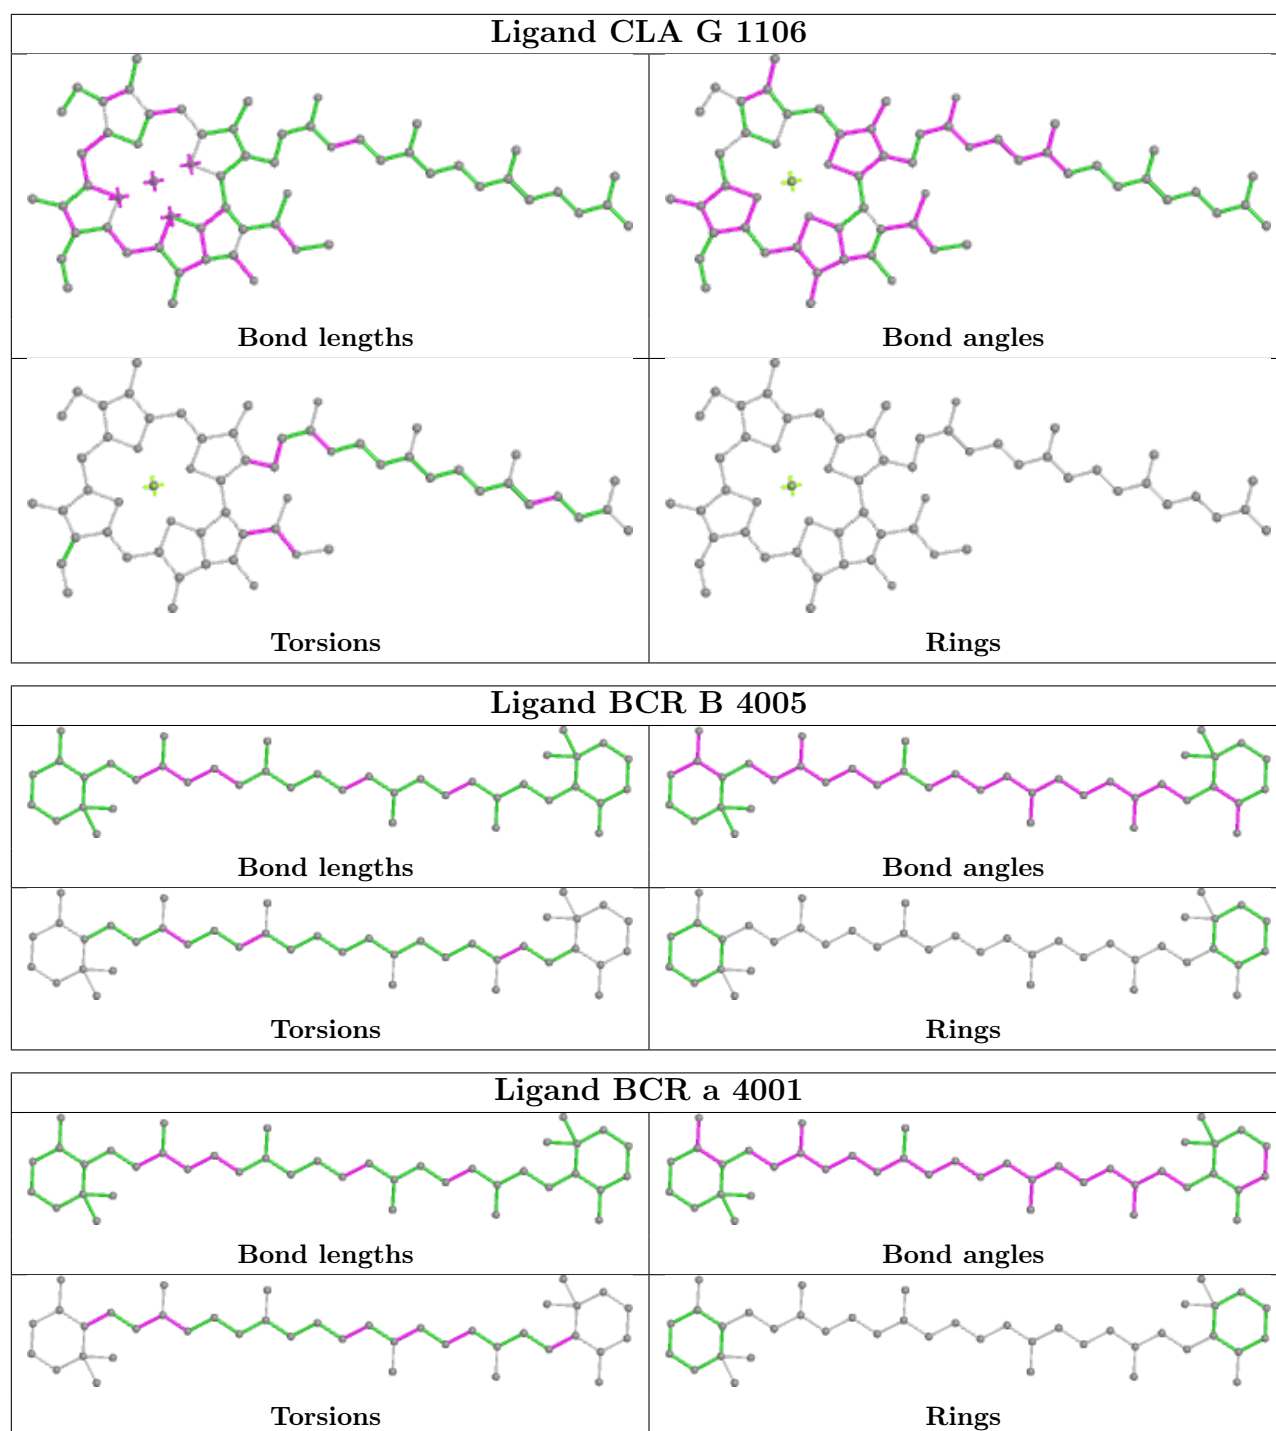 Ligand CLA G 1106
Bond lengths
Bond angles
Torsions
Rings
Ligand BCR B 4005
Bond lengths
Bond angles
Torsions
Rings
Ligand BCR a 4001
Bond lengths
Bond angles
Torsions
Rings